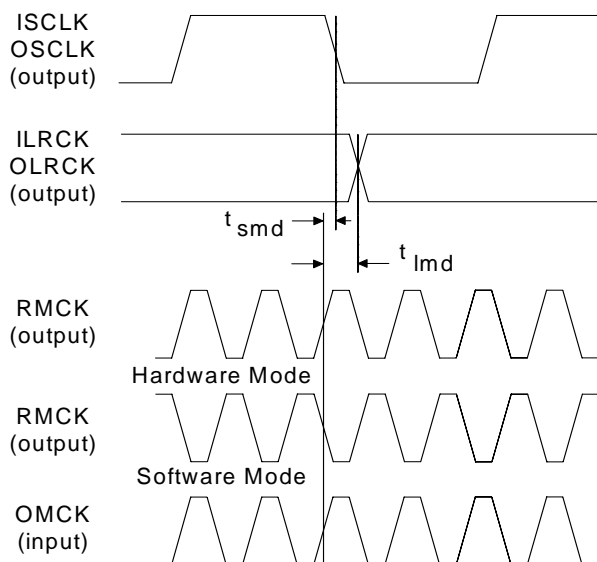 ISCLK
OSCLK
(output)
ILRCK
OLRCK
(output)
t smd
t lmd
RMCK
(output)
Hardware Mode
RMCK
(output)
Software Mode
OMCK
(input)